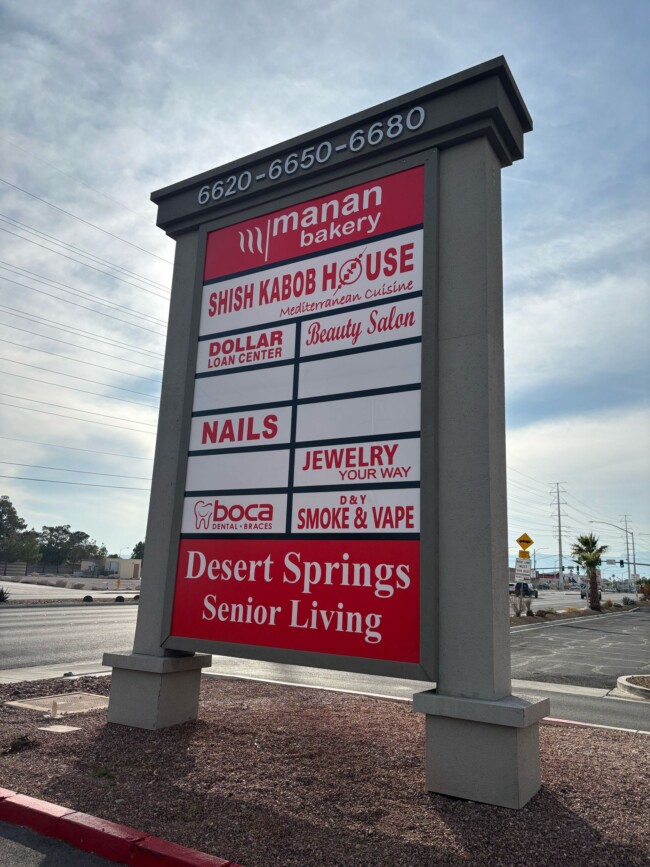 6620-6650-6680
manan
bakery
SHISH KABOB HOUSE
Mediterranean Cuisine
DOLLAR
LOAN CENTER
Beauty Salon
NAILS
JEWELRY
YOUR WAY
boca
DENTAL + BRACES
D & Y
SMOKE & VAPE
Desert Springs
Senior Living